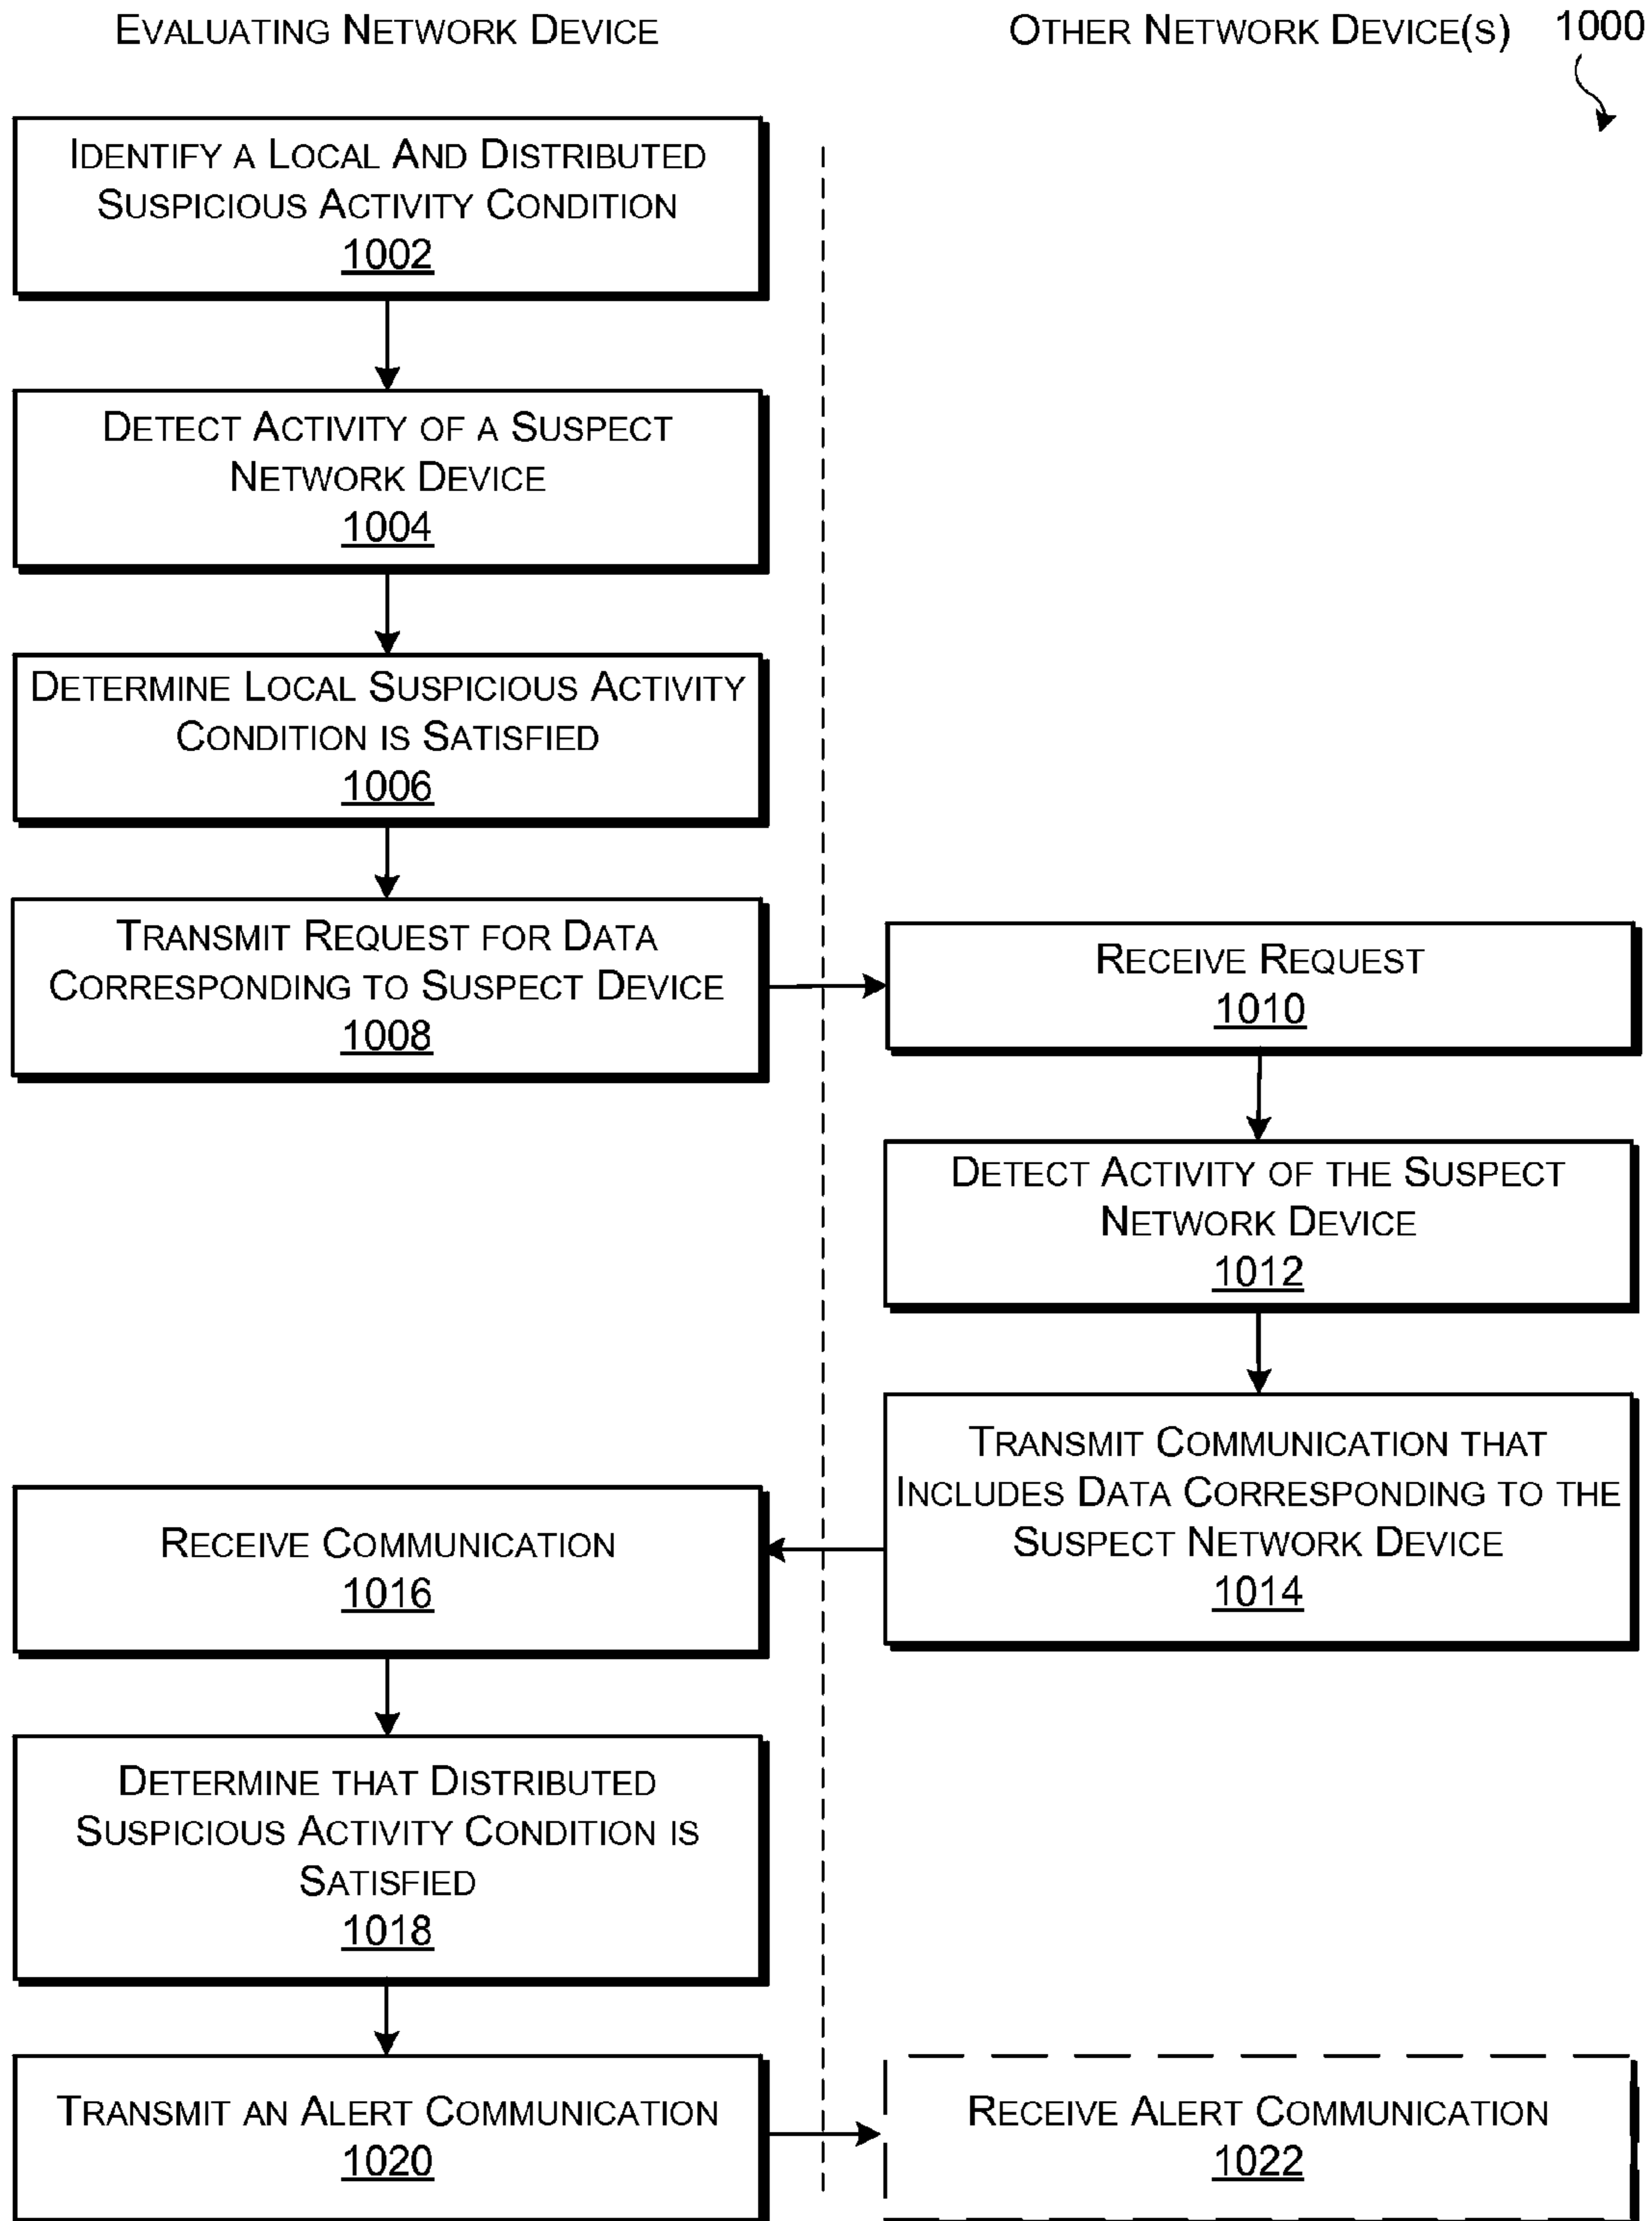 EVALUATING NETWORK DEVICE
OTHER NETWORK DEVICE(S)
1000
IDENTIFY A LOCAL AND DISTRIBUTED
SUSPICIOUS ACTIVITY CONDITION
1002
DETECT ACTIVITY OF A SUSPECT
NETWORK DEVICE
1004
DETERMINE LOCAL SUSPICIOUS ACTIVITY
CONDITION IS SATISFIED
1006
TRANSMIT REQUEST FOR DATA
CORRESPONDING TO SUSPECT DEVICE
1008
RECEIVE REQUEST
1010
DETECT ACTIVITY OF THE SUSPECT
NETWORK DEVICE
1012
TRANSMIT COMMUNICATION THAT
INCLUDES DATA CORRESPONDING TO THE
SUSPECT NETWORK DEVICE
1014
RECEIVE COMMUNICATION
1016
DETERMINE THAT DISTRIBUTED
SUSPICIOUS ACTIVITY CONDITION IS
SATISFIED
1018
TRANSMIT AN ALERT COMMUNICATION
1020
RECEIVE ALERT COMMUNICATION
1022